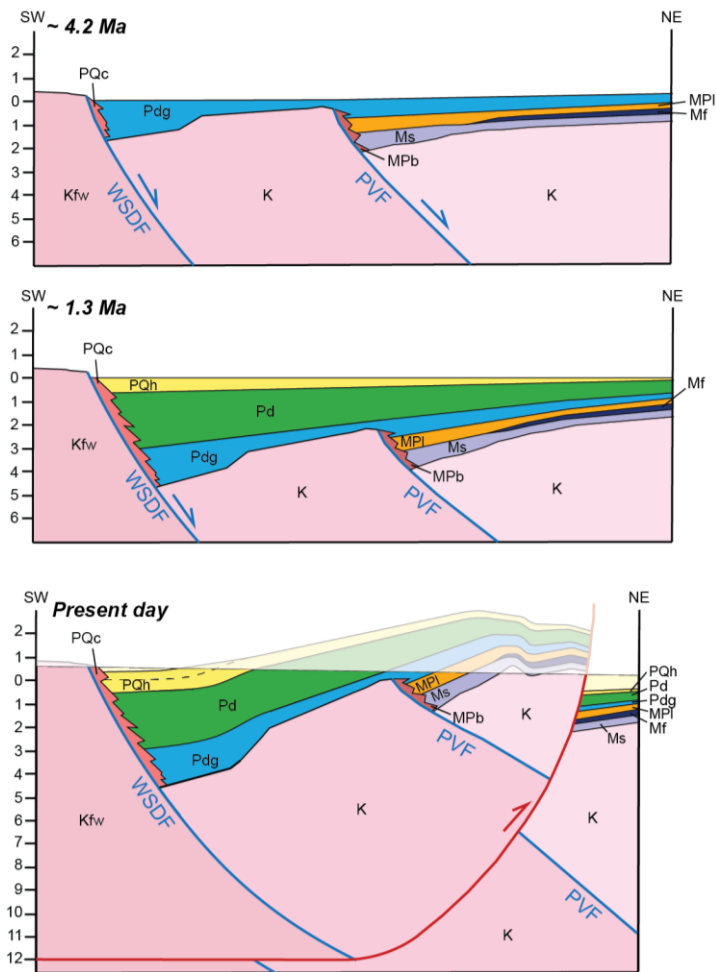 SW NE
~ 4.2 Ma
2
1
0
1
2
3
4
5
6
PQc
Pdg
MPl
Mf
Ms
MPb
Kfw
WSDF
K
PVF
K
SW NE
~ 1.3 Ma
2
1
0
1
2
3
4
5
6
PQc
PQh
Mf
Pd
MPl
Ms
Kfw
Pdg
MPb
WSDF
K
PVF
K
SW NE
Present day
2
1
0
1
2
3
4
5
6
7
8
9
10
11
12
PQc
PQh
MPl
Ms
PQh
Pd
Pdg
MPl
Mf
Ms
Pd
MPb
K
Pdg
PVF
WSDF
Kfw
K
K
PVF
K